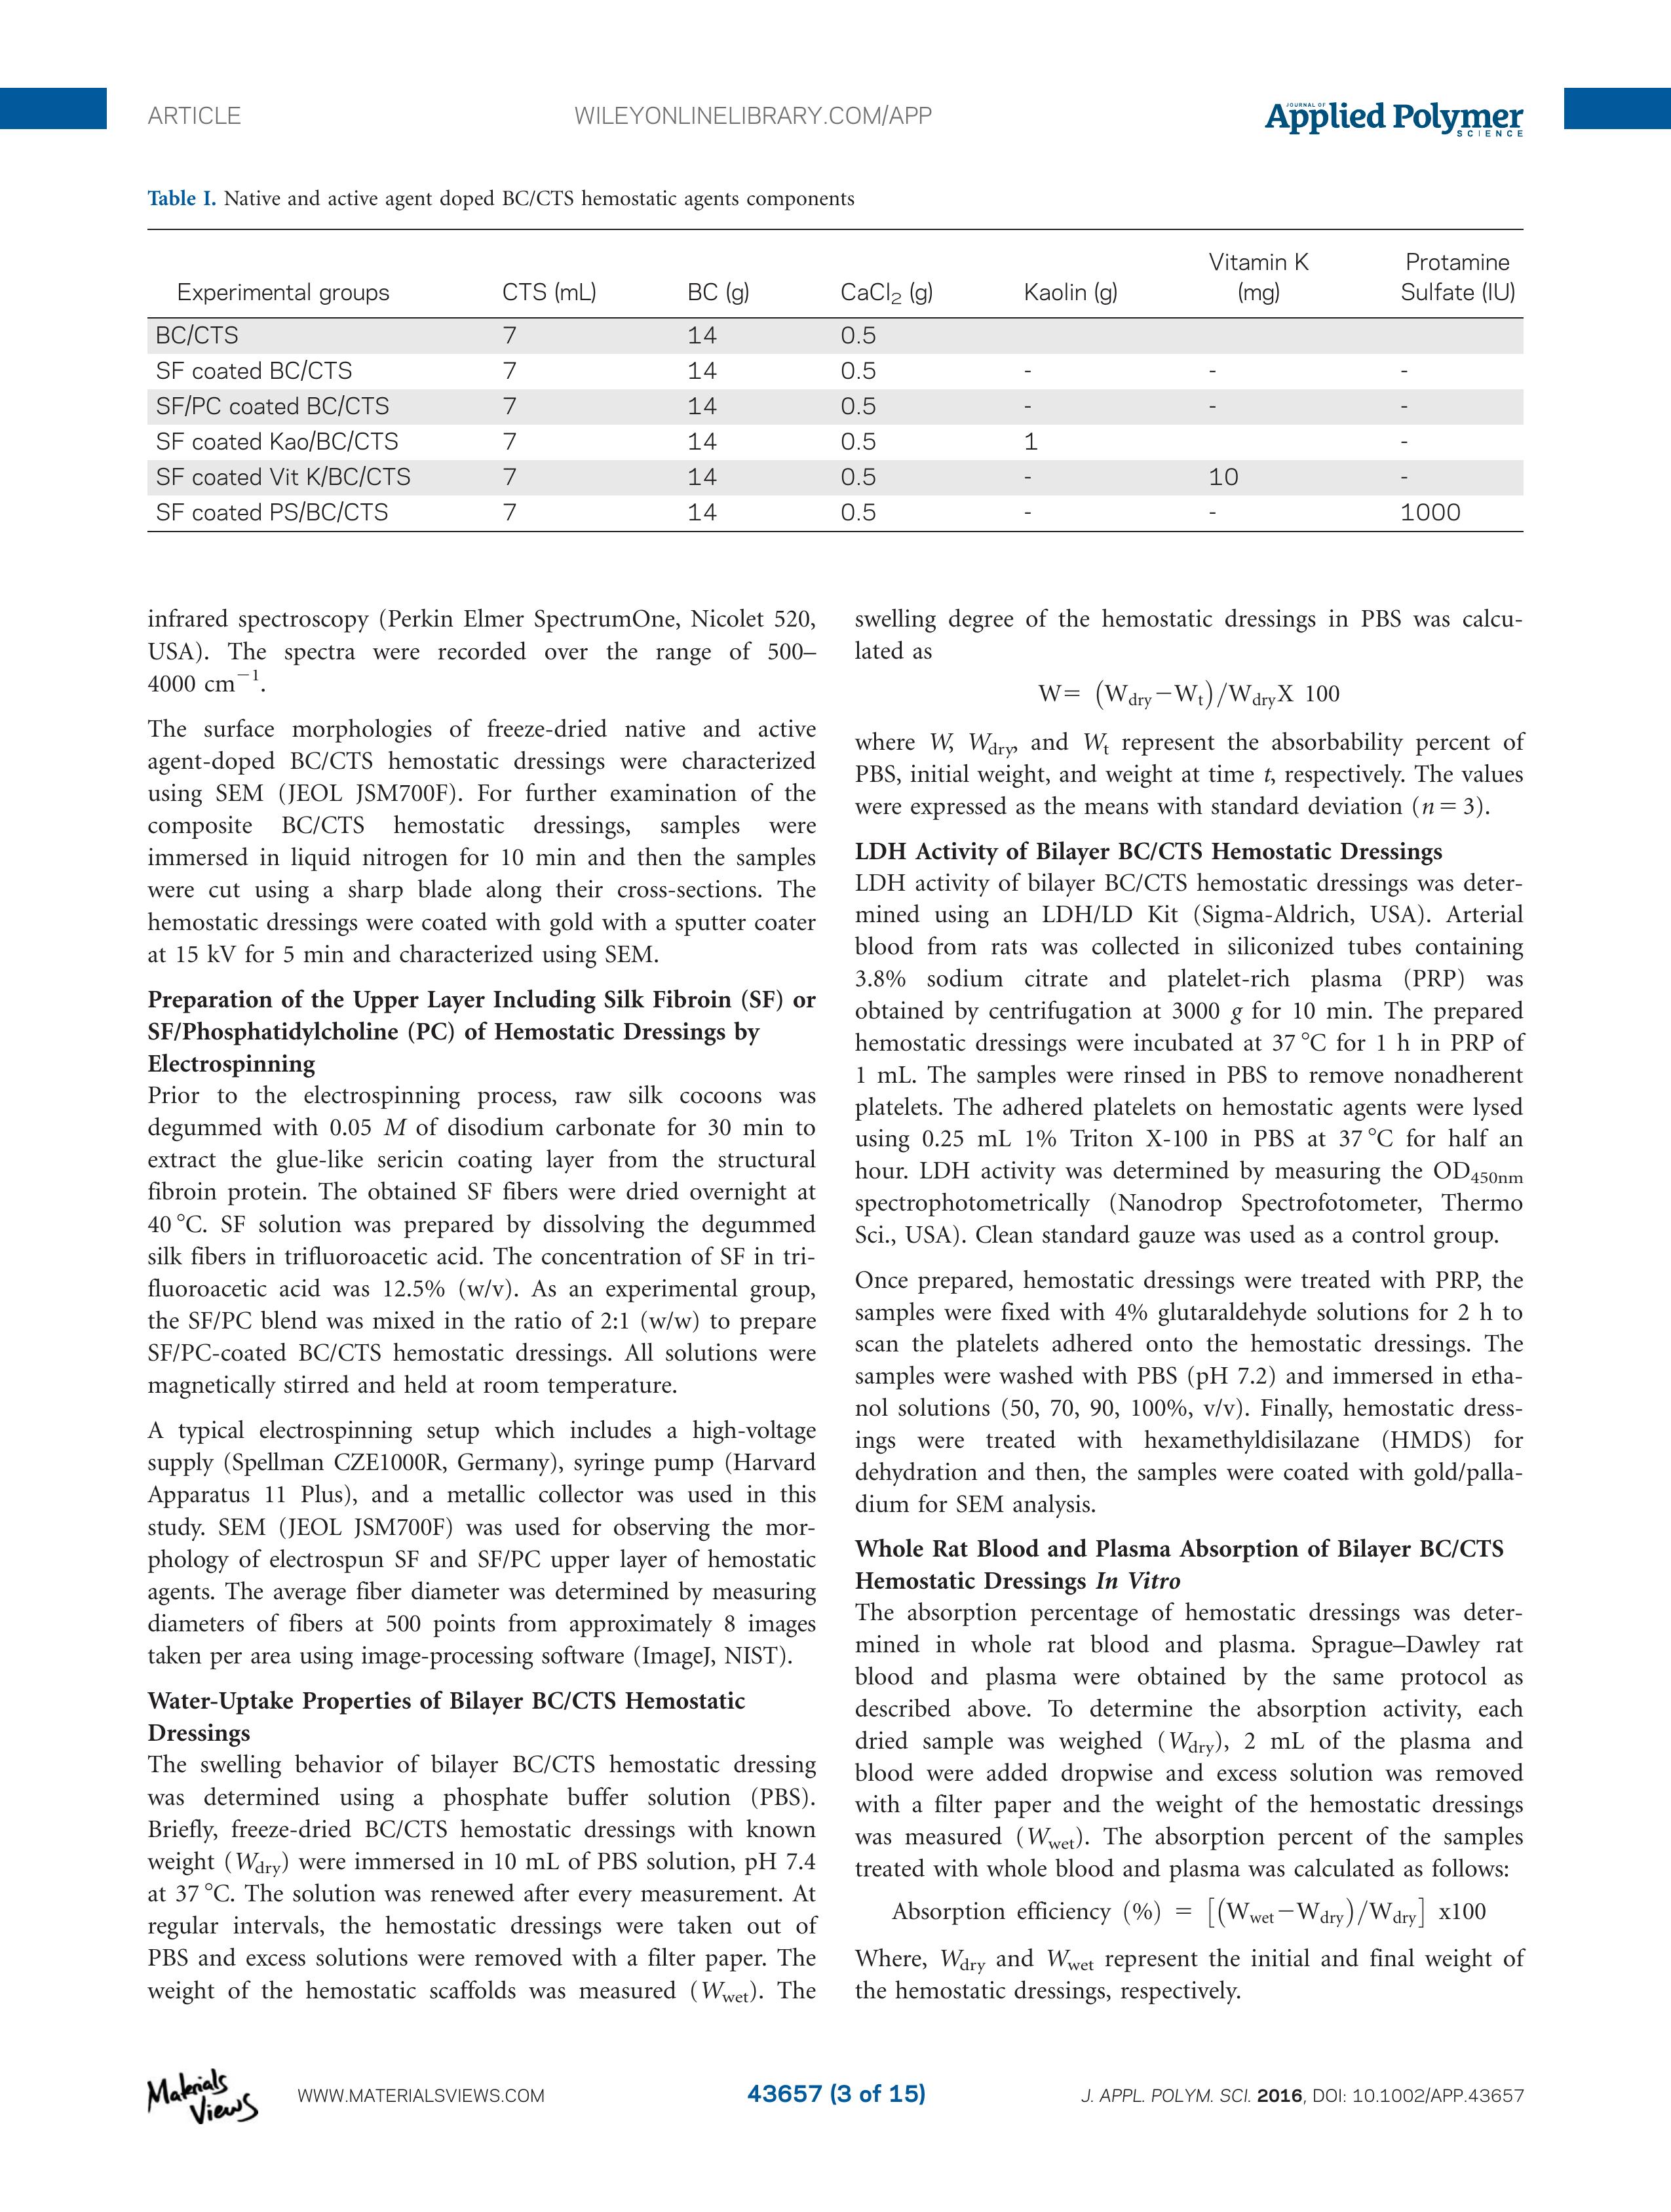 ARTICLE
WILEYONLINELIBRARY.COM/APP
JOURNAL OF
Applied Polymer
SCIENCE
Table I. Native and active agent doped BC/CTS hemostatic agents components
Experimental groups CTS (mL) BC (g) CaCl2 (g) Kaolin (g) Vitamin K (mg) Protamine Sulfate (IU)
BC/CTS 7 14 0.5
SF coated BC/CTS 7 14 0.5 - - -
SF/PC coated BC/CTS 7 14 0.5 - - -
SF coated Kao/BC/CTS 7 14 0.5 1 -
SF coated Vit K/BC/CTS 7 14 0.5 - 10 -
SF coated PS/BC/CTS 7 14 0.5 - - 1000
infrared spectroscopy (Perkin Elmer SpectrumOne, Nicolet 520,
USA). The spectra were recorded over the range of 500–
4000 cm−1.
The surface morphologies of freeze-dried native and active
agent-doped BC/CTS hemostatic dressings were characterized
using SEM (JEOL JSM700F). For further examination of the
composite BC/CTS hemostatic dressings, samples were
immersed in liquid nitrogen for 10 min and then the samples
were cut using a sharp blade along their cross-sections. The
hemostatic dressings were coated with gold with a sputter coater
at 15 kV for 5 min and characterized using SEM.
Preparation of the Upper Layer Including Silk Fibroin (SF) or
SF/Phosphatidylcholine (PC) of Hemostatic Dressings by
Electrospinning
Prior to the electrospinning process, raw silk cocoons was
degummed with 0.05 M of disodium carbonate for 30 min to
extract the glue-like sericin coating layer from the structural
fibroin protein. The obtained SF fibers were dried overnight at
40 °C. SF solution was prepared by dissolving the degummed
silk fibers in trifluoroacetic acid. The concentration of SF in tri-
fluoroacetic acid was 12.5% (w/v). As an experimental group,
the SF/PC blend was mixed in the ratio of 2:1 (w/w) to prepare
SF/PC-coated BC/CTS hemostatic dressings. All solutions were
magnetically stirred and held at room temperature.
A typical electrospinning setup which includes a high-voltage
supply (Spellman CZE1000R, Germany), syringe pump (Harvard
Apparatus 11 Plus), and a metallic collector was used in this
study. SEM (JEOL JSM700F) was used for observing the mor-
phology of electrospun SF and SF/PC upper layer of hemostatic
agents. The average fiber diameter was determined by measuring
diameters of fibers at 500 points from approximately 8 images
taken per area using image-processing software (ImageJ, NIST).
Water-Uptake Properties of Bilayer BC/CTS Hemostatic
Dressings
The swelling behavior of bilayer BC/CTS hemostatic dressing
was determined using a phosphate buffer solution (PBS).
Briefly, freeze-dried BC/CTS hemostatic dressings with known
weight (Wdry) were immersed in 10 mL of PBS solution, pH 7.4
at 37 °C. The solution was renewed after every measurement. At
regular intervals, the hemostatic dressings were taken out of
PBS and excess solutions were removed with a filter paper. The
weight of the hemostatic scaffolds was measured (Wwet). The
swelling degree of the hemostatic dressings in PBS was calcu-
lated as
W= (Wdry−Wt)/WdryX 100
where W, Wdry, and Wt represent the absorbability percent of
PBS, initial weight, and weight at time t, respectively. The values
were expressed as the means with standard deviation (n = 3).
LDH Activity of Bilayer BC/CTS Hemostatic Dressings
LDH activity of bilayer BC/CTS hemostatic dressings was deter-
mined using an LDH/LD Kit (Sigma-Aldrich, USA). Arterial
blood from rats was collected in siliconized tubes containing
3.8% sodium citrate and platelet-rich plasma (PRP) was
obtained by centrifugation at 3000 g for 10 min. The prepared
hemostatic dressings were incubated at 37 °C for 1 h in PRP of
1 mL. The samples were rinsed in PBS to remove nonadherent
platelets. The adhered platelets on hemostatic agents were lysed
using 0.25 mL 1% Triton X-100 in PBS at 37 °C for half an
hour. LDH activity was determined by measuring the OD450nm
spectrophotometrically (Nanodrop Spectrofotometer, Thermo
Sci., USA). Clean standard gauze was used as a control group.
Once prepared, hemostatic dressings were treated with PRP, the
samples were fixed with 4% glutaraldehyde solutions for 2 h to
scan the platelets adhered onto the hemostatic dressings. The
samples were washed with PBS (pH 7.2) and immersed in etha-
nol solutions (50, 70, 90, 100%, v/v). Finally, hemostatic dress-
ings were treated with hexamethyldisilazane (HMDS) for
dehydration and then, the samples were coated with gold/palla-
dium for SEM analysis.
Whole Rat Blood and Plasma Absorption of Bilayer BC/CTS
Hemostatic Dressings In Vitro
The absorption percentage of hemostatic dressings was deter-
mined in whole rat blood and plasma. Sprague–Dawley rat
blood and plasma were obtained by the same protocol as
described above. To determine the absorption activity, each
dried sample was weighed (Wdry), 2 mL of the plasma and
blood were added dropwise and excess solution was removed
with a filter paper and the weight of the hemostatic dressings
was measured (Wwet). The absorption percent of the samples
treated with whole blood and plasma was calculated as follows:
Absorption efficiency (%) = [(Wwet−Wdry)/Wdry] x100
Where, Wdry and Wwet represent the initial and final weight of
the hemostatic dressings, respectively.
Materials
Views
WWW.MATERIALSVIEWS.COM
43657 (3 of 15)
J. APPL. POLYM. SCI. 2016, DOI: 10.1002/APP.43657